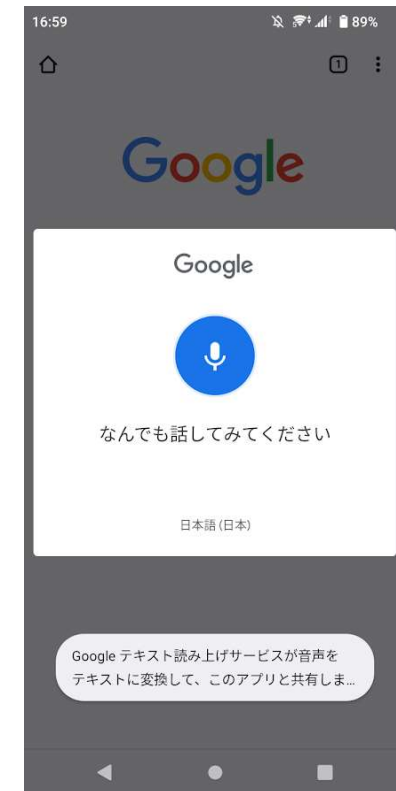 16:59
89%
1
Google
Google
なんでも話してみてください
日本語 (日本)
Google テキスト読み上げサービスが音声を
テキストに変換して、このアプリと共有しま...